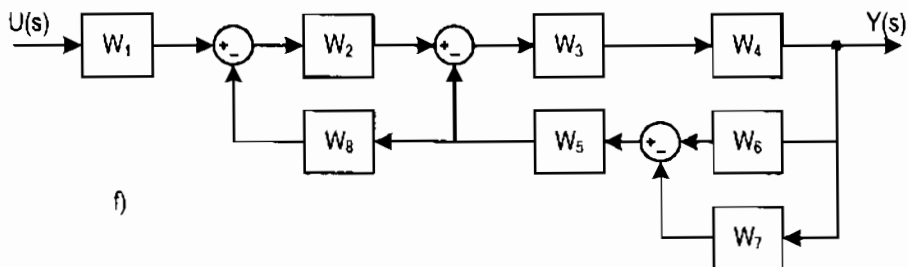 U(s)
Y(s)
W₁
+
-
W₂
+
-
W₃
W₄
W₈
W₅
+
-
W₆
f)
W₇